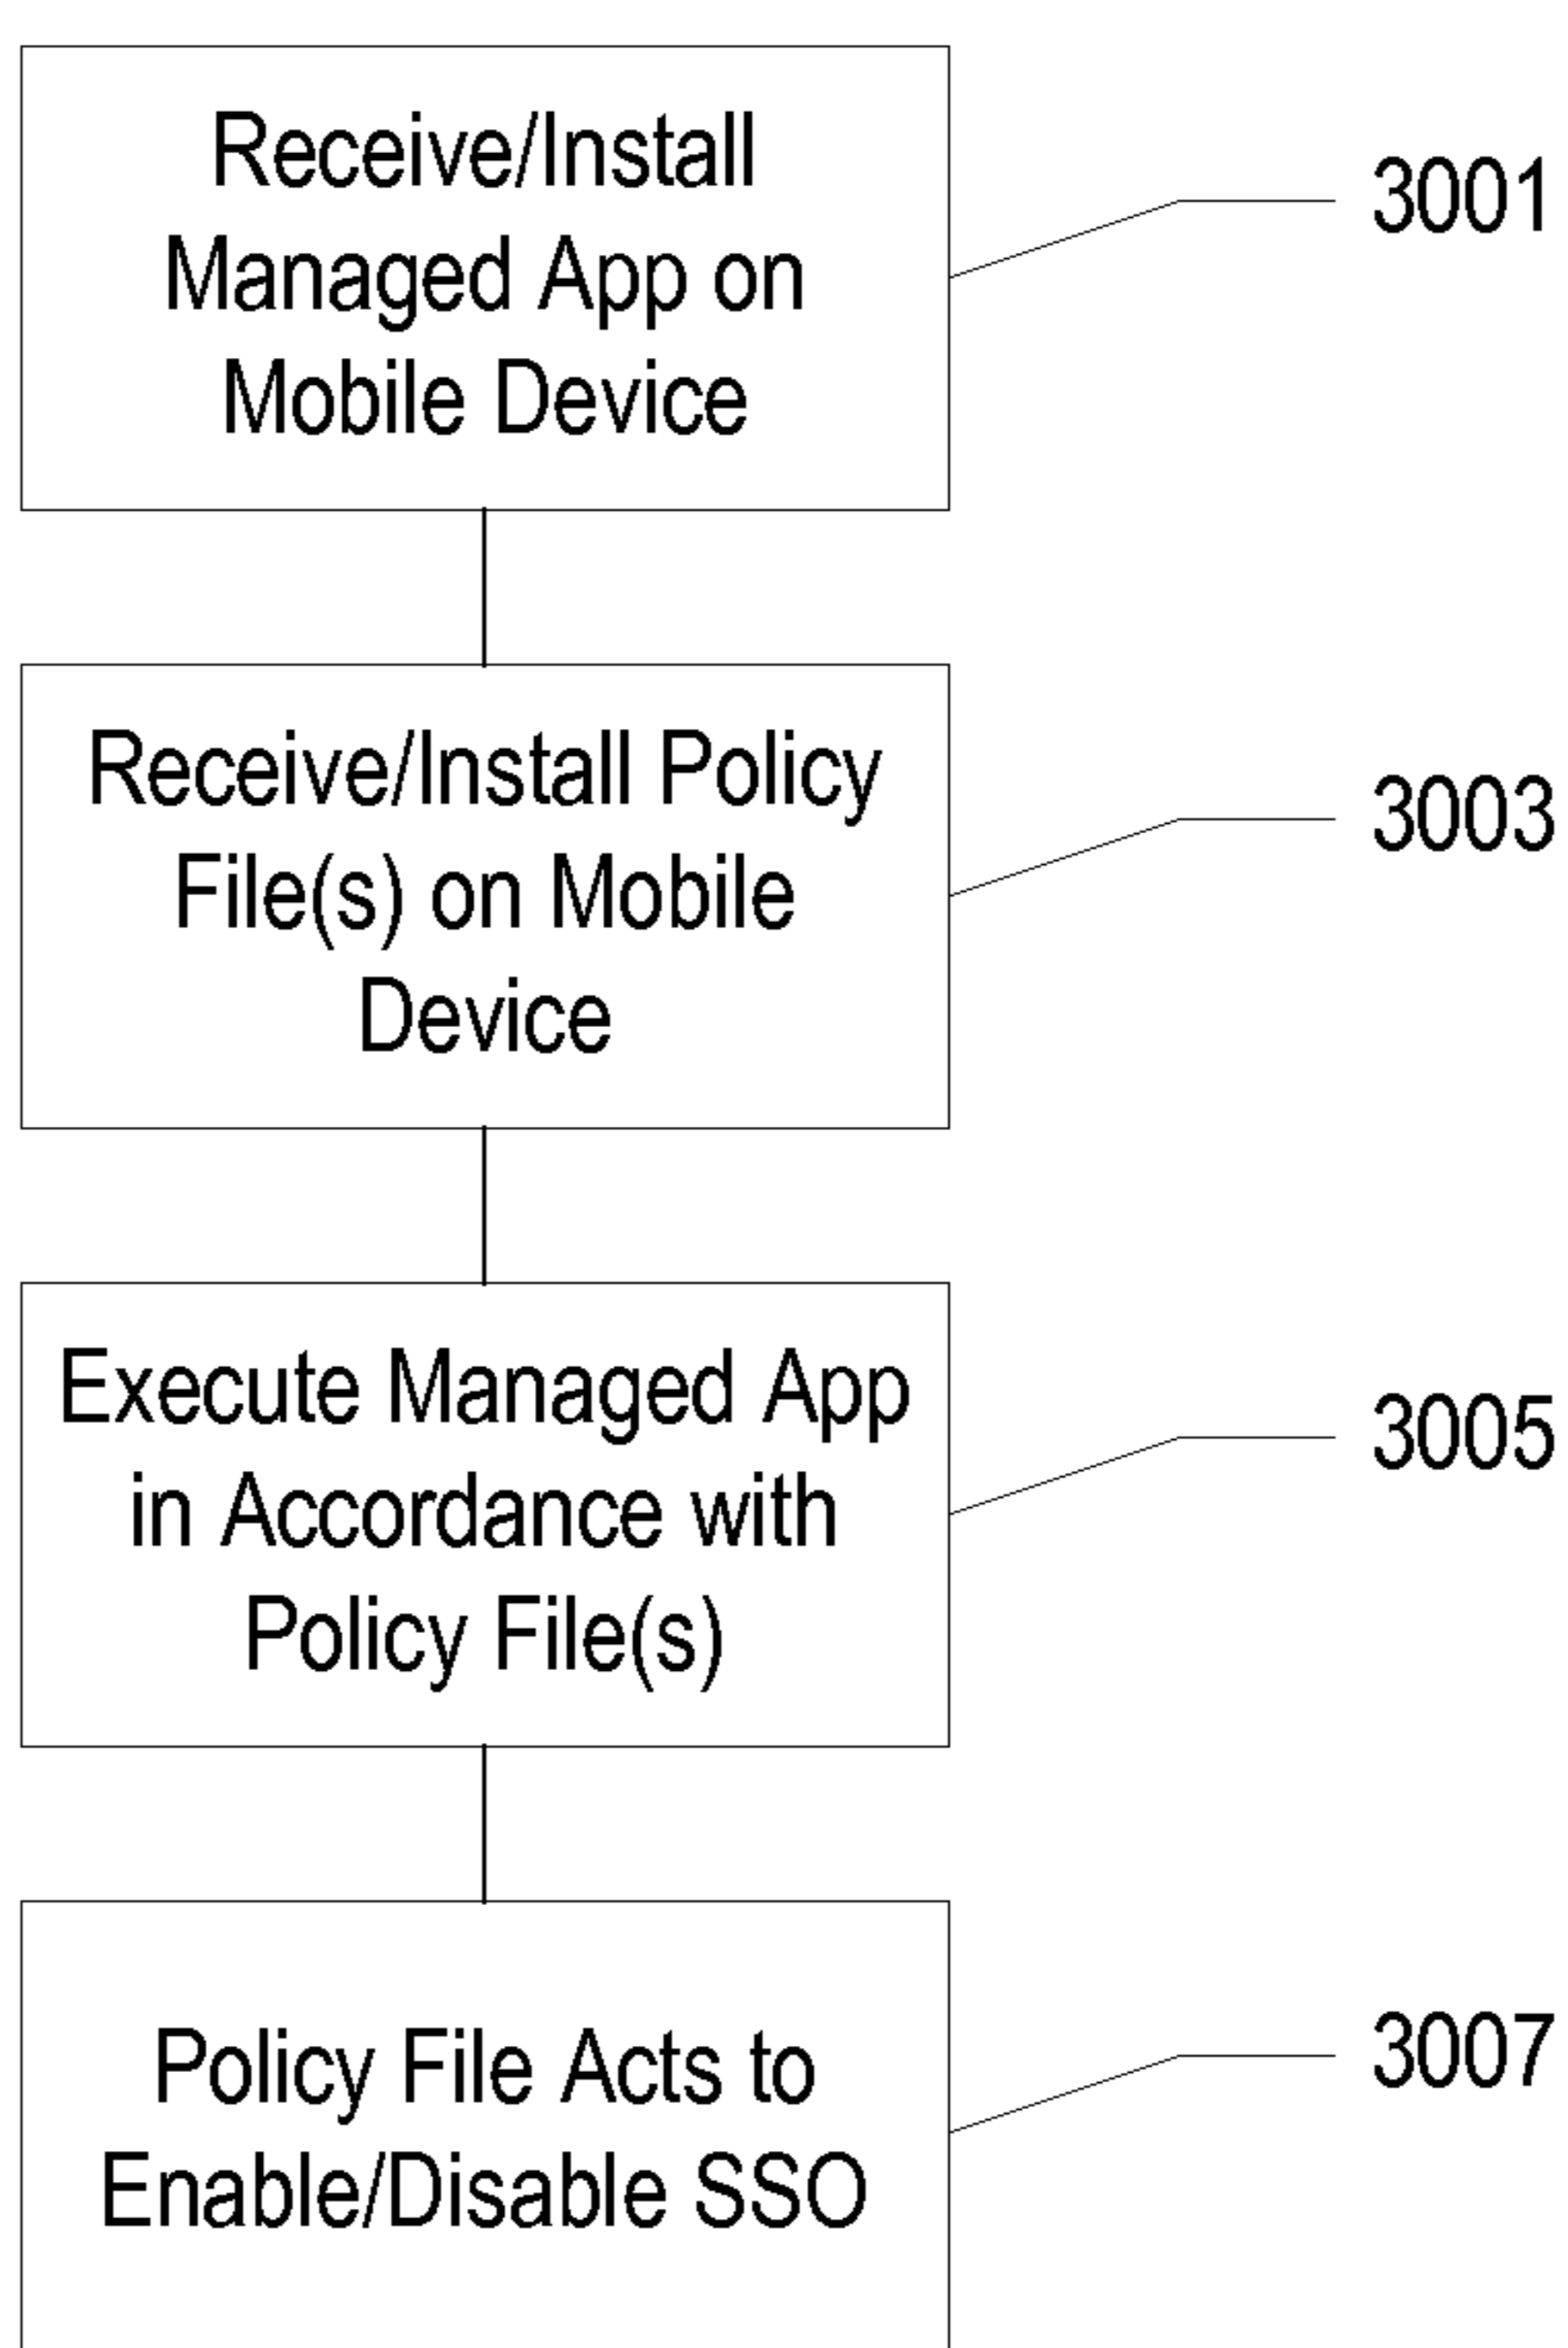 Receive/Install
Managed App on
Mobile Device
3001
Receive/Install Policy
File(s) on Mobile
Device
3003
Execute Managed App
in Accordance with
Policy File(s)
3005
Policy File Acts to
Enable/Disable SSO
3007